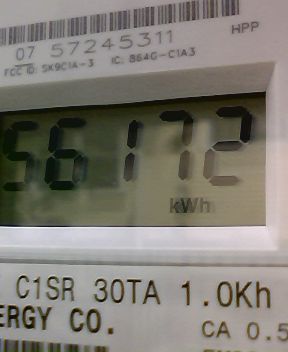 07 57245311
HPP
FCC ID: SK9C1A-3 IC: 864G-C1A3
56172
kWh
C1SR 30TA 1.0Kh
ERGY CO.
CA 0.5